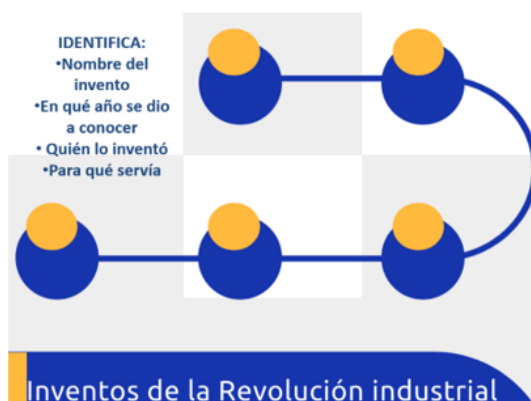 IDENTIFICA:
•Nombre del
invento
•En qué año se dio
a conocer
• Quién lo inventó
•Para qué servía
Inventos de la Revolución industrial